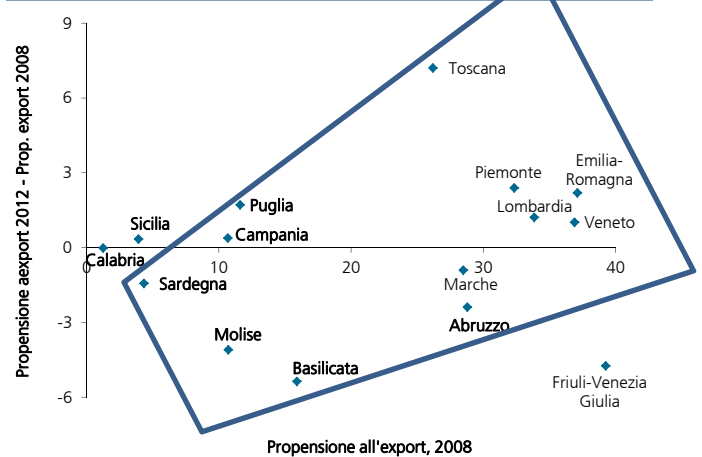 9
Toscana
6
Piemonte
Emilia-
Romagna
3
Lombardia
Puglia
Veneto
Sicilia
Campania
0
Calabria
0
10
20
30
40
Sardegna
Marche
Abruzzo
-3
Molise
Basilicata
Friuli-Venezia
Giulia
-6
Propensione aexport 2012 - Prop. export 2008
Propensione all'export, 2008